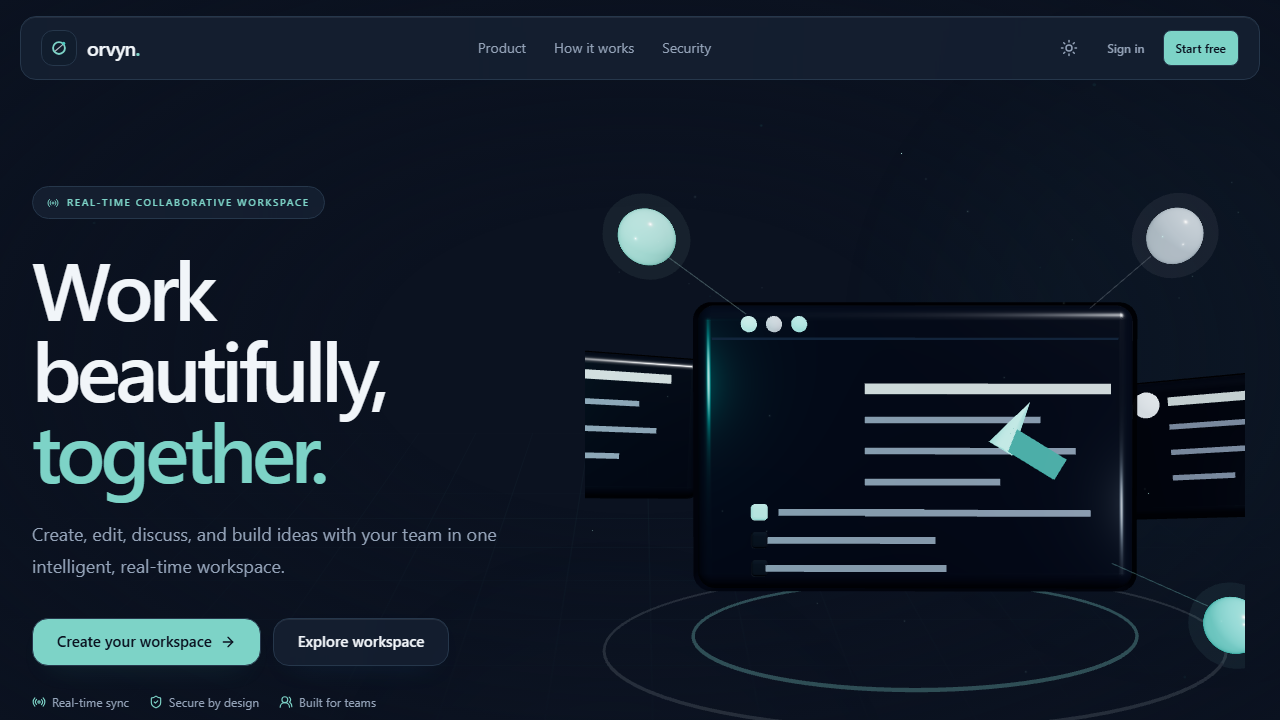 orvyn.
Product
How it works
Security
Sign in
Start free
REAL-TIME COLLABORATIVE WORKSPACE
Work
beautifully,
together.
Create, edit, discuss, and build ideas with your team in one
intelligent, real-time workspace.
Create your workspace →
Explore workspace
Real-time sync
Secure by design
Built for teams